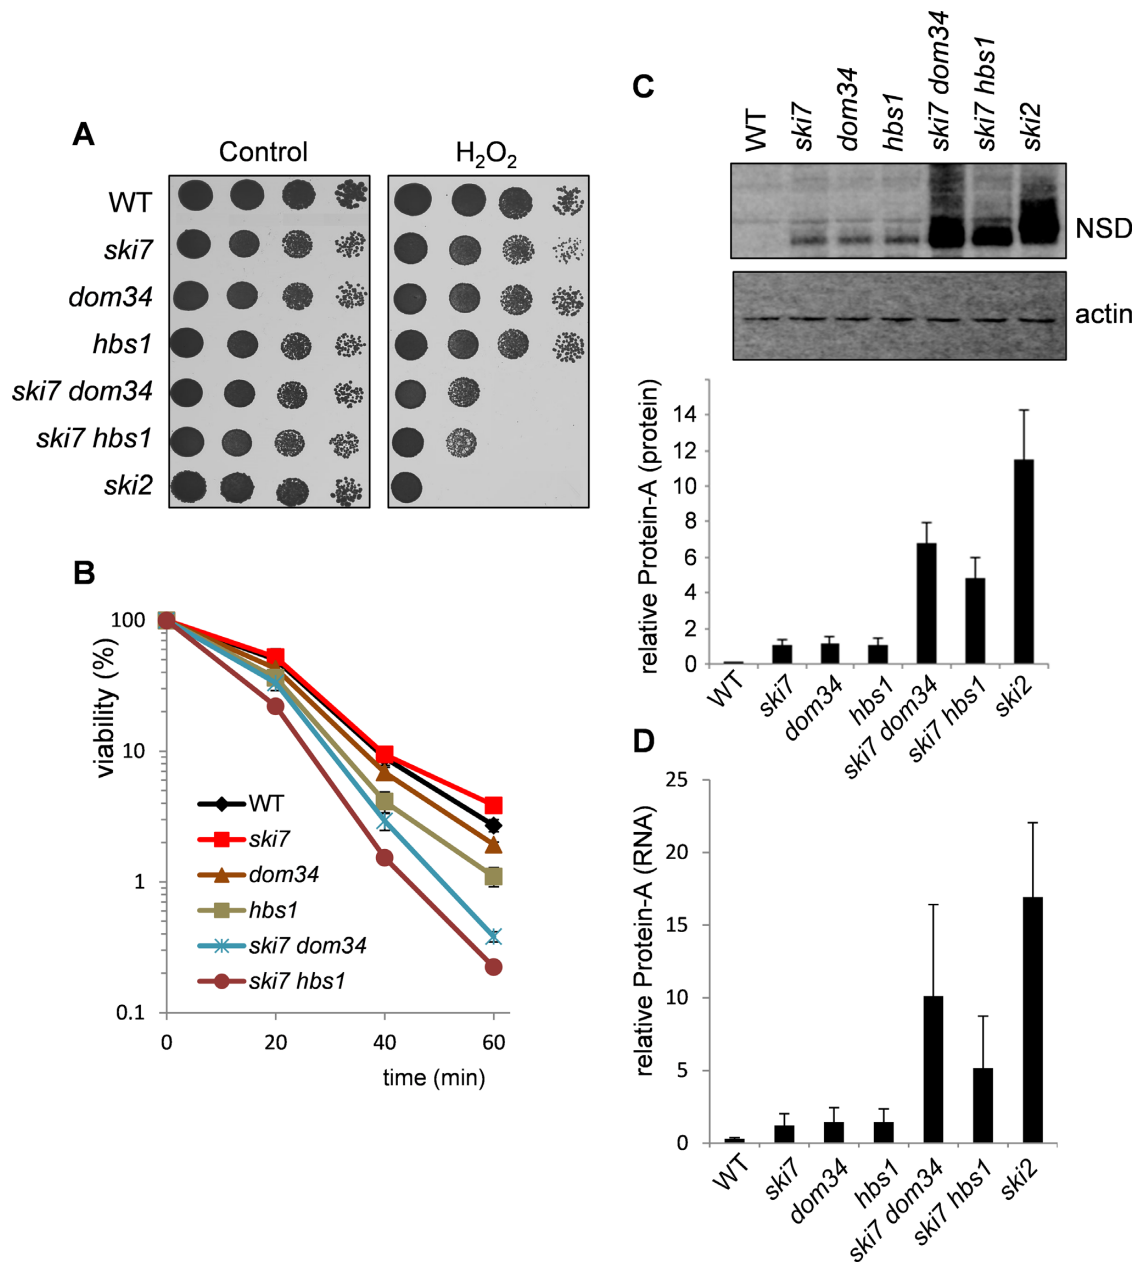 A
Control
H2O2
WT
ski7
dom34
hbs1
ski7 dom34
ski7 hbs1
ski2
B
viability (%)
100
10
1
0.1
0
20
40
60
time (min)
WT
ski7
dom34
hbs1
ski7 dom34
ski7 hbs1
C
WT
ski7
dom34
hbs1
ski7 dom34
ski7 hbs1
ski2
NSD
actin
relative Protein-A (protein)
14
12
10
8
6
4
2
0
WT
ski7
dom34
hbs1
ski7 dom34
ski7 hbs1
ski2
D
relative Protein-A (RNA)
25
20
15
10
5
0
WT
ski7
dom34
hbs1
ski7 dom34
ski7 hbs1
ski2